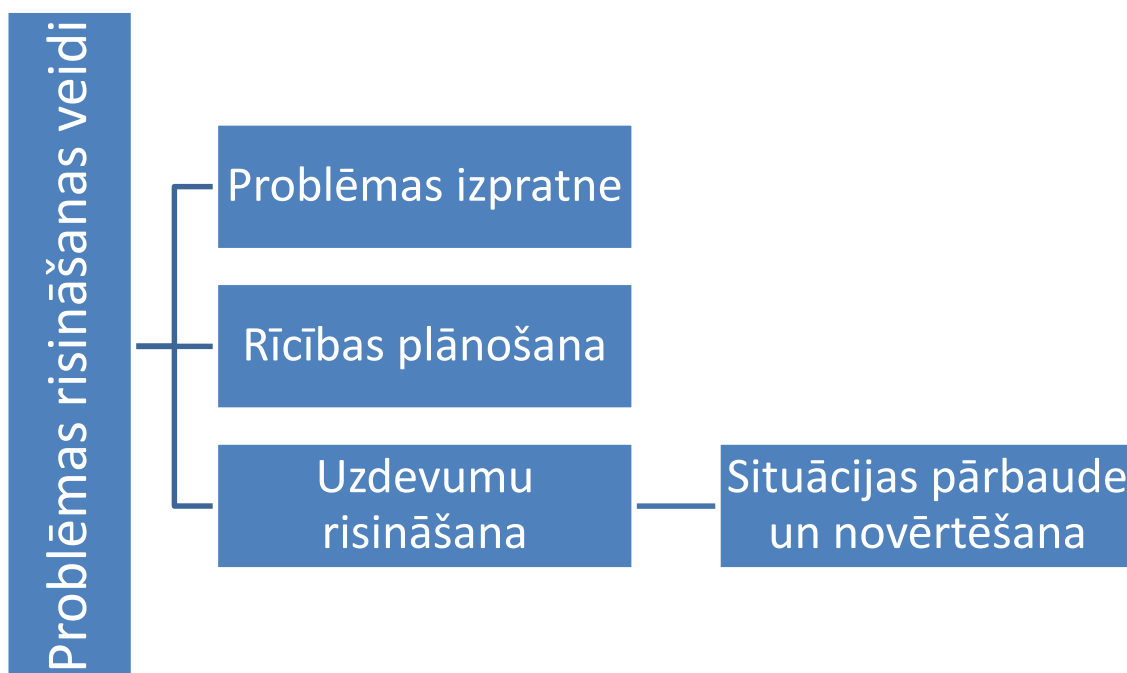 Problēmas risināšanas veidi
Problēmas izpratne
Rīcības plānošana
Uzdevumu
risināšana
Situācijas pārbaude
un novērtēšana